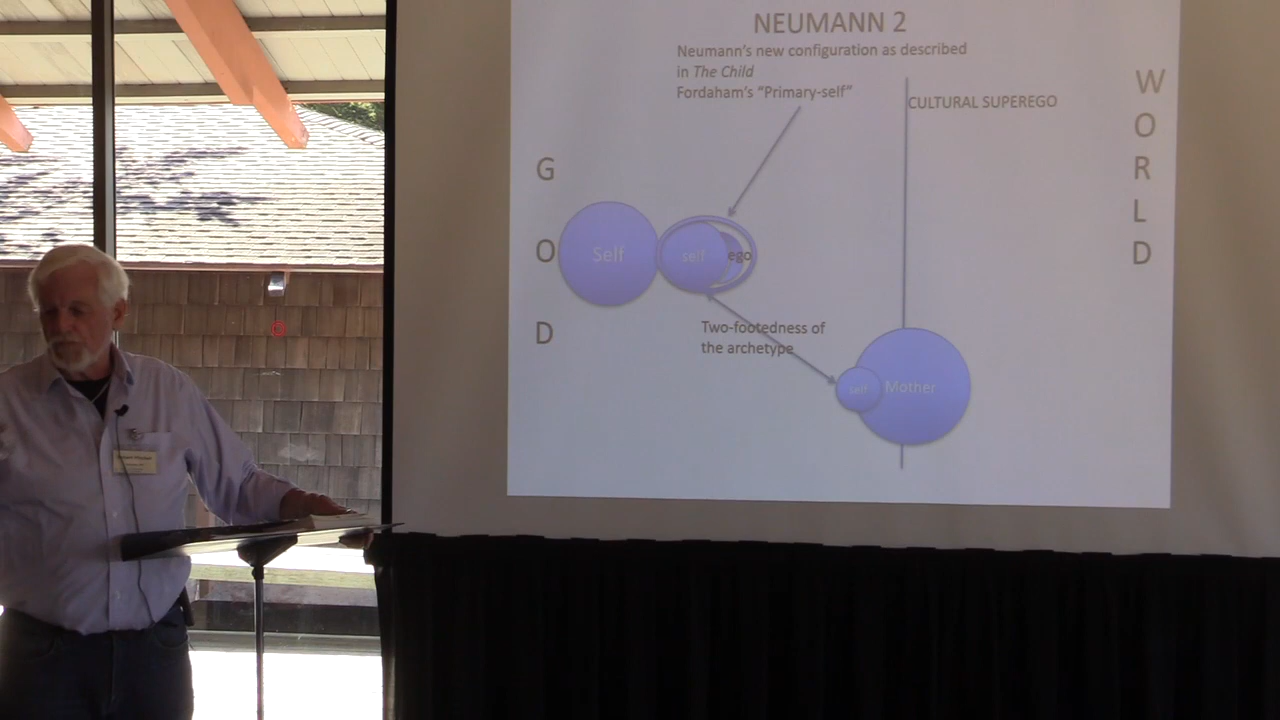 NEUMANN 2
Neumann's new configuration as described
in The Child
Fordaham's "Primary-self"
CULTURAL SUPEREGO
W
O
R
L
D
G
O
D
Self
self
ego
Two-footedness of
the archetype
self
Mother